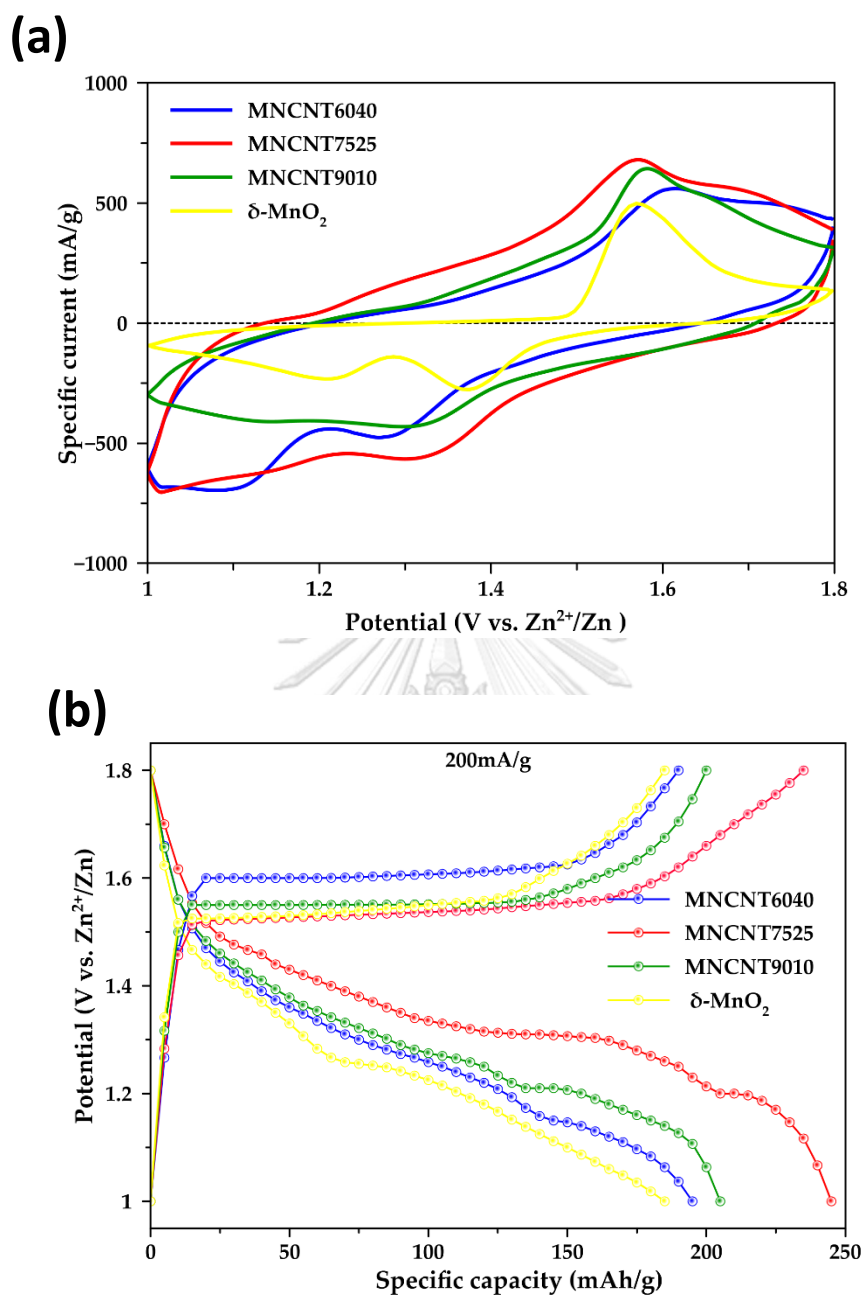 (a)
1000
500
0
−500
−1000
Specific current (mA/g)
MNCNT6040
MNCNT7525
MNCNT9010
δ-MnO₂
1 1.2 1.4 1.6 1.8
Potential (V vs. Zn²⁺/Zn )
(b)
200mA/g
1.8
1.6
1.4
1.2
1
Potential (V vs. Zn²⁺/Zn)
MNCNT6040
MNCNT7525
MNCNT9010
δ-MnO₂
0 50 100 150 200 250
Specific capacity (mAh/g)